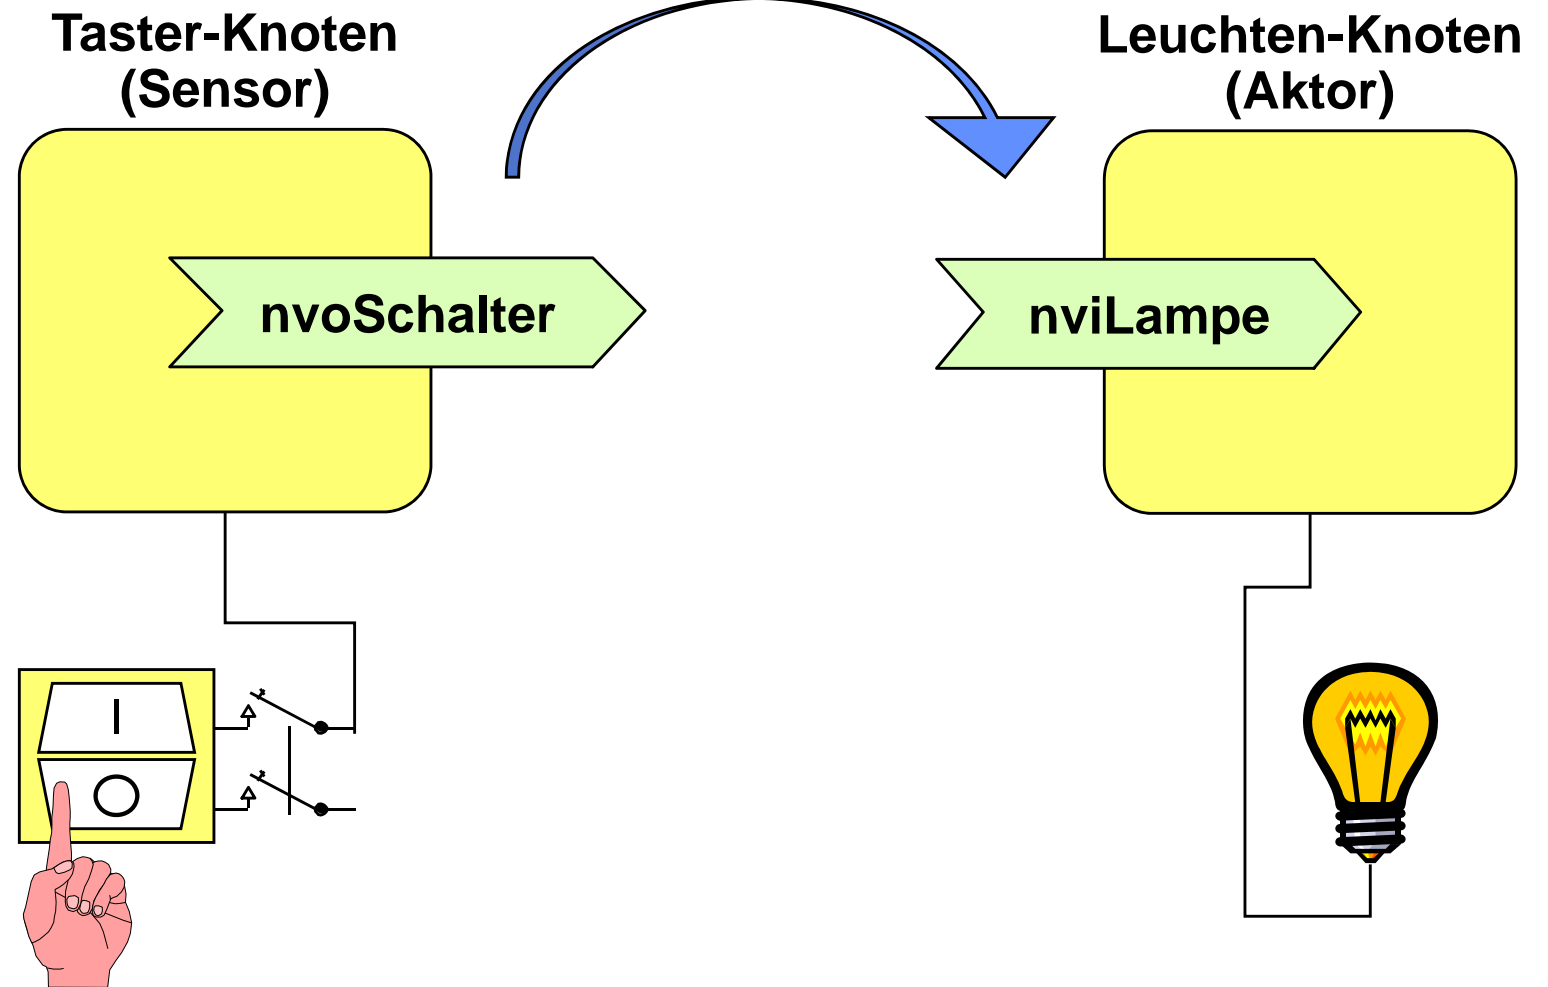 Taster-Knoten
(Sensor)
Leuchten-Knoten
(Aktor)
nvoSchalter
nviLampe
I
O